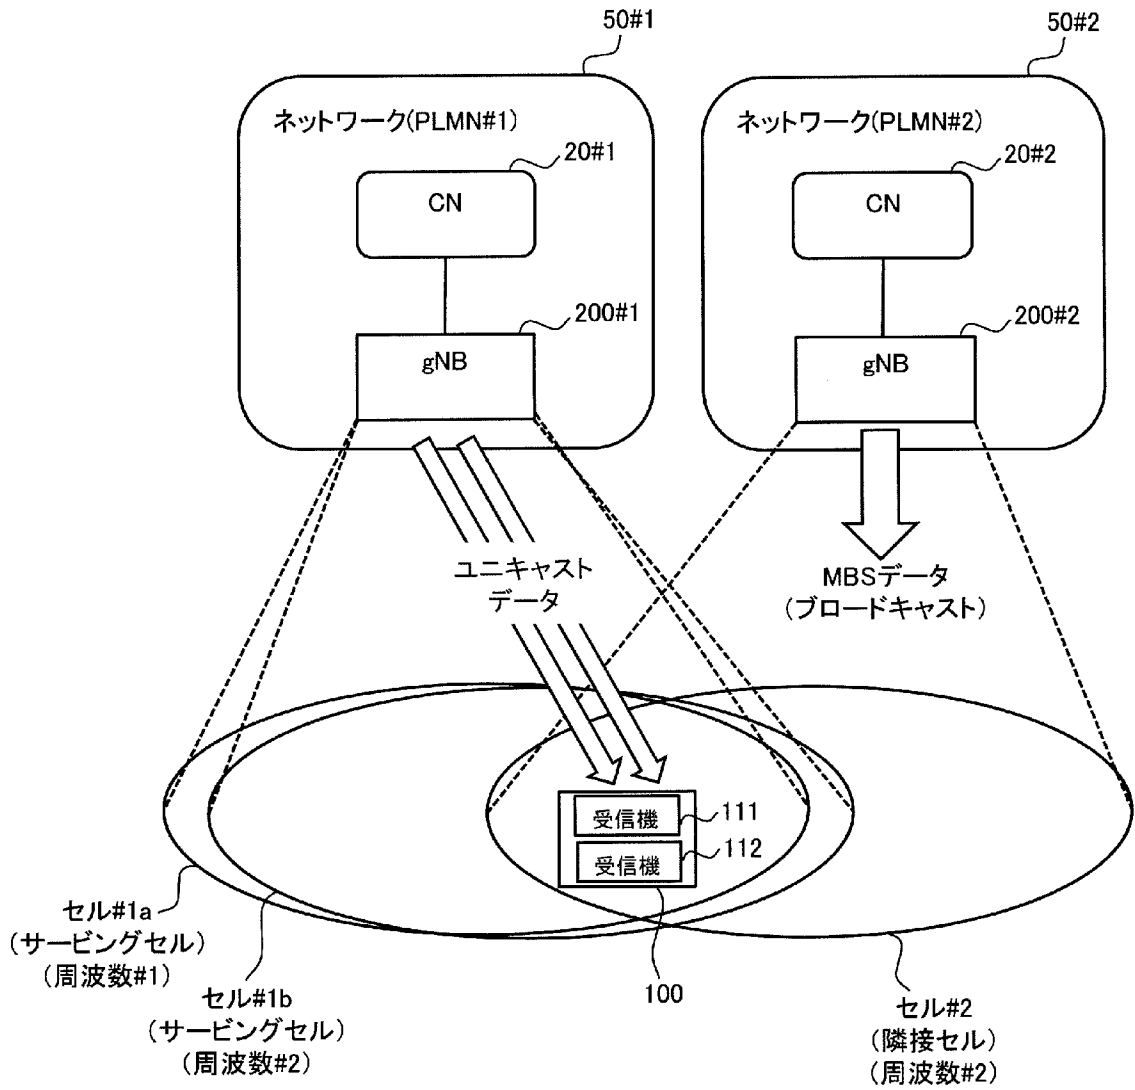 50#1
50#2
ネットワーク(PLMN#1)
ネットワーク(PLMN#2)
20#1
20#2
CN
CN
200#1
200#2
gNB
gNB
ユニキャスト
データ
MBSデータ
(ブロードキャスト)
受信機
111
受信機
112
100
セル#1a
(サービングセル)
(周波数#1)
セル#1b
(サービングセル)
(周波数#2)
セル#2
(隣接セル)
(周波数#2)